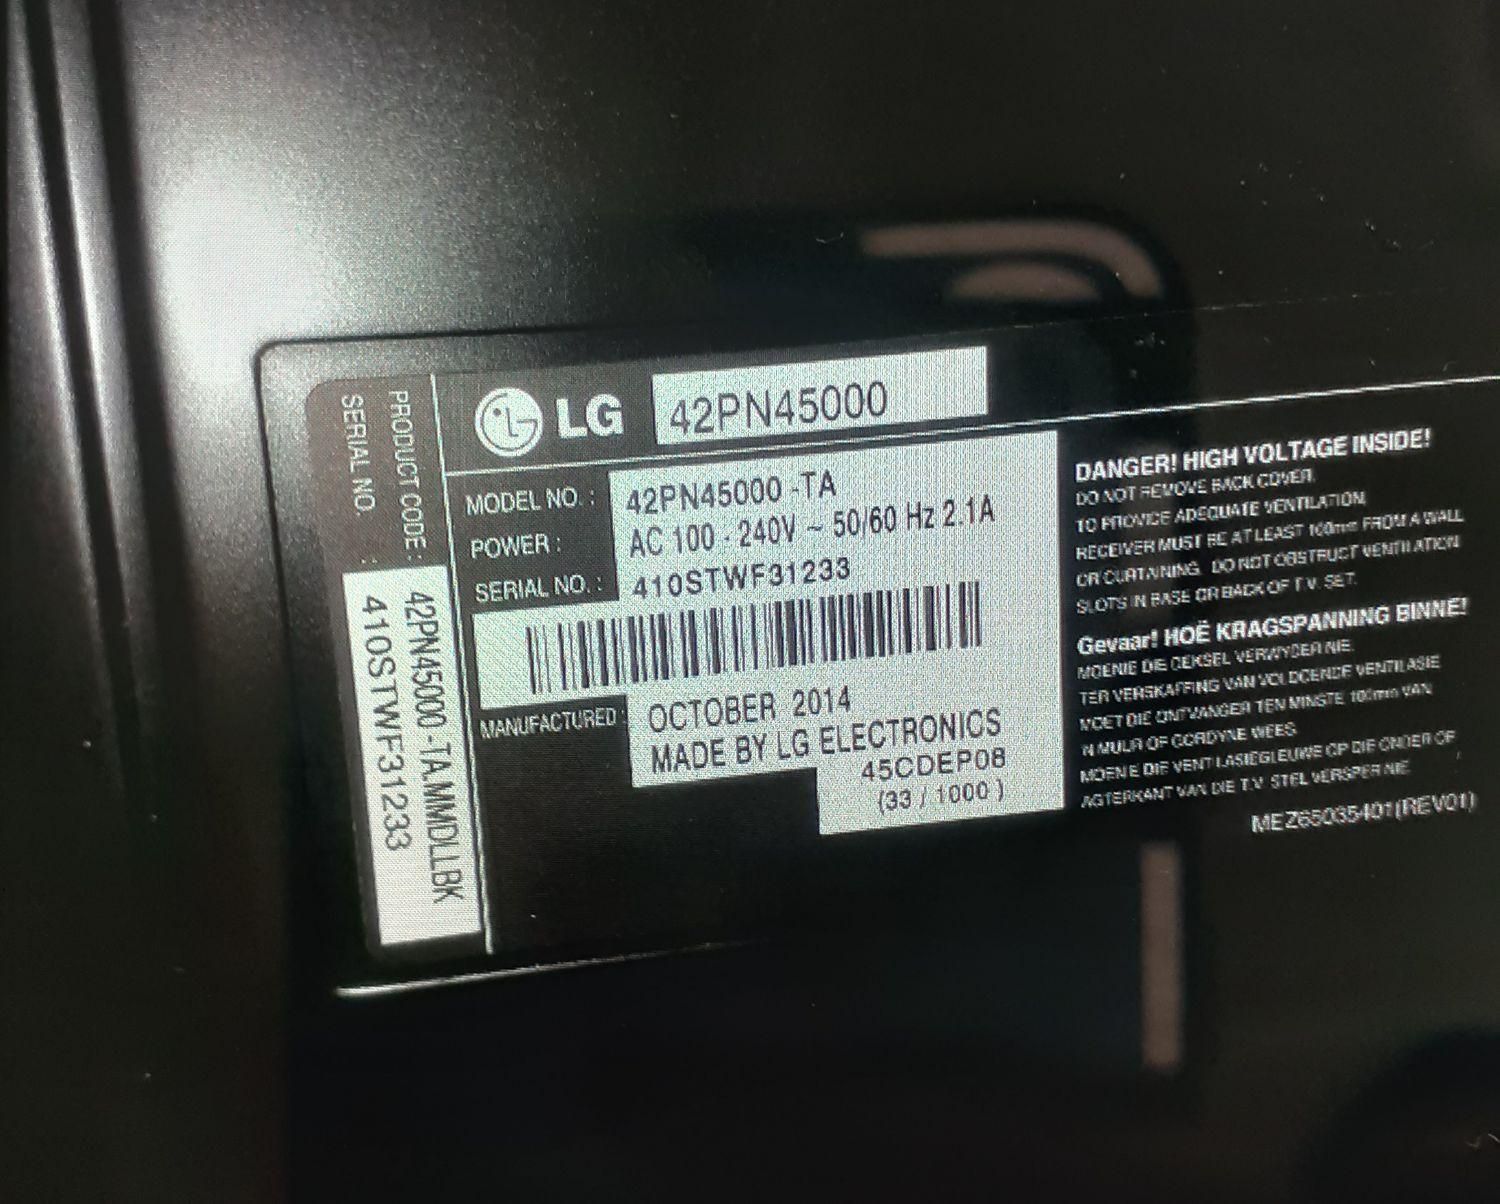 LG 42PN45000
MODEL NO. : 42PN45000 -TA
POWER : AC 100 - 240V ~ 50/60 Hz 2.1A
SERIAL NO. : 410STWF31233
MANUFACTURED : OCTOBER 2014
MADE BY LG ELECTRONICS
45CDEP08
(33 / 1000 )
PRODUCT CODE : 42PN45000-TA.MMDLLBK
SERIAL NO. : 410STWF31233
DANGER! HIGH VOLTAGE INSIDE!
DO NOT REMOVE BACK COVER.
TO PROVIDE ADEQUATE VENTILATION,
RECEIVER MUST BE AT LEAST 100mm FROM A WALL
OR CURTAINING. DO NOT OBSTRUCT VENTILATION
SLOTS IN BASE OR BACK OF T.V. SET.
Gevaar! HOË KRAGSPANNING BINNE!
MOENIE DIE DEKSEL VERWYDER NIE.
TER VERSKAFFING VAN VOLDOENDE VENTILASIE
MOET DIE ONTVANGER TEN MINSTE 100mm VAN
'N MUUR OF GORDYNE WEES.
MOENIE DIE VENTILASIEGLEUWE OP DIE ONDER OF
AGTERKANT VAN DIE T.V. STEL VERSPER NIE.
MEZ65035401(REV01)